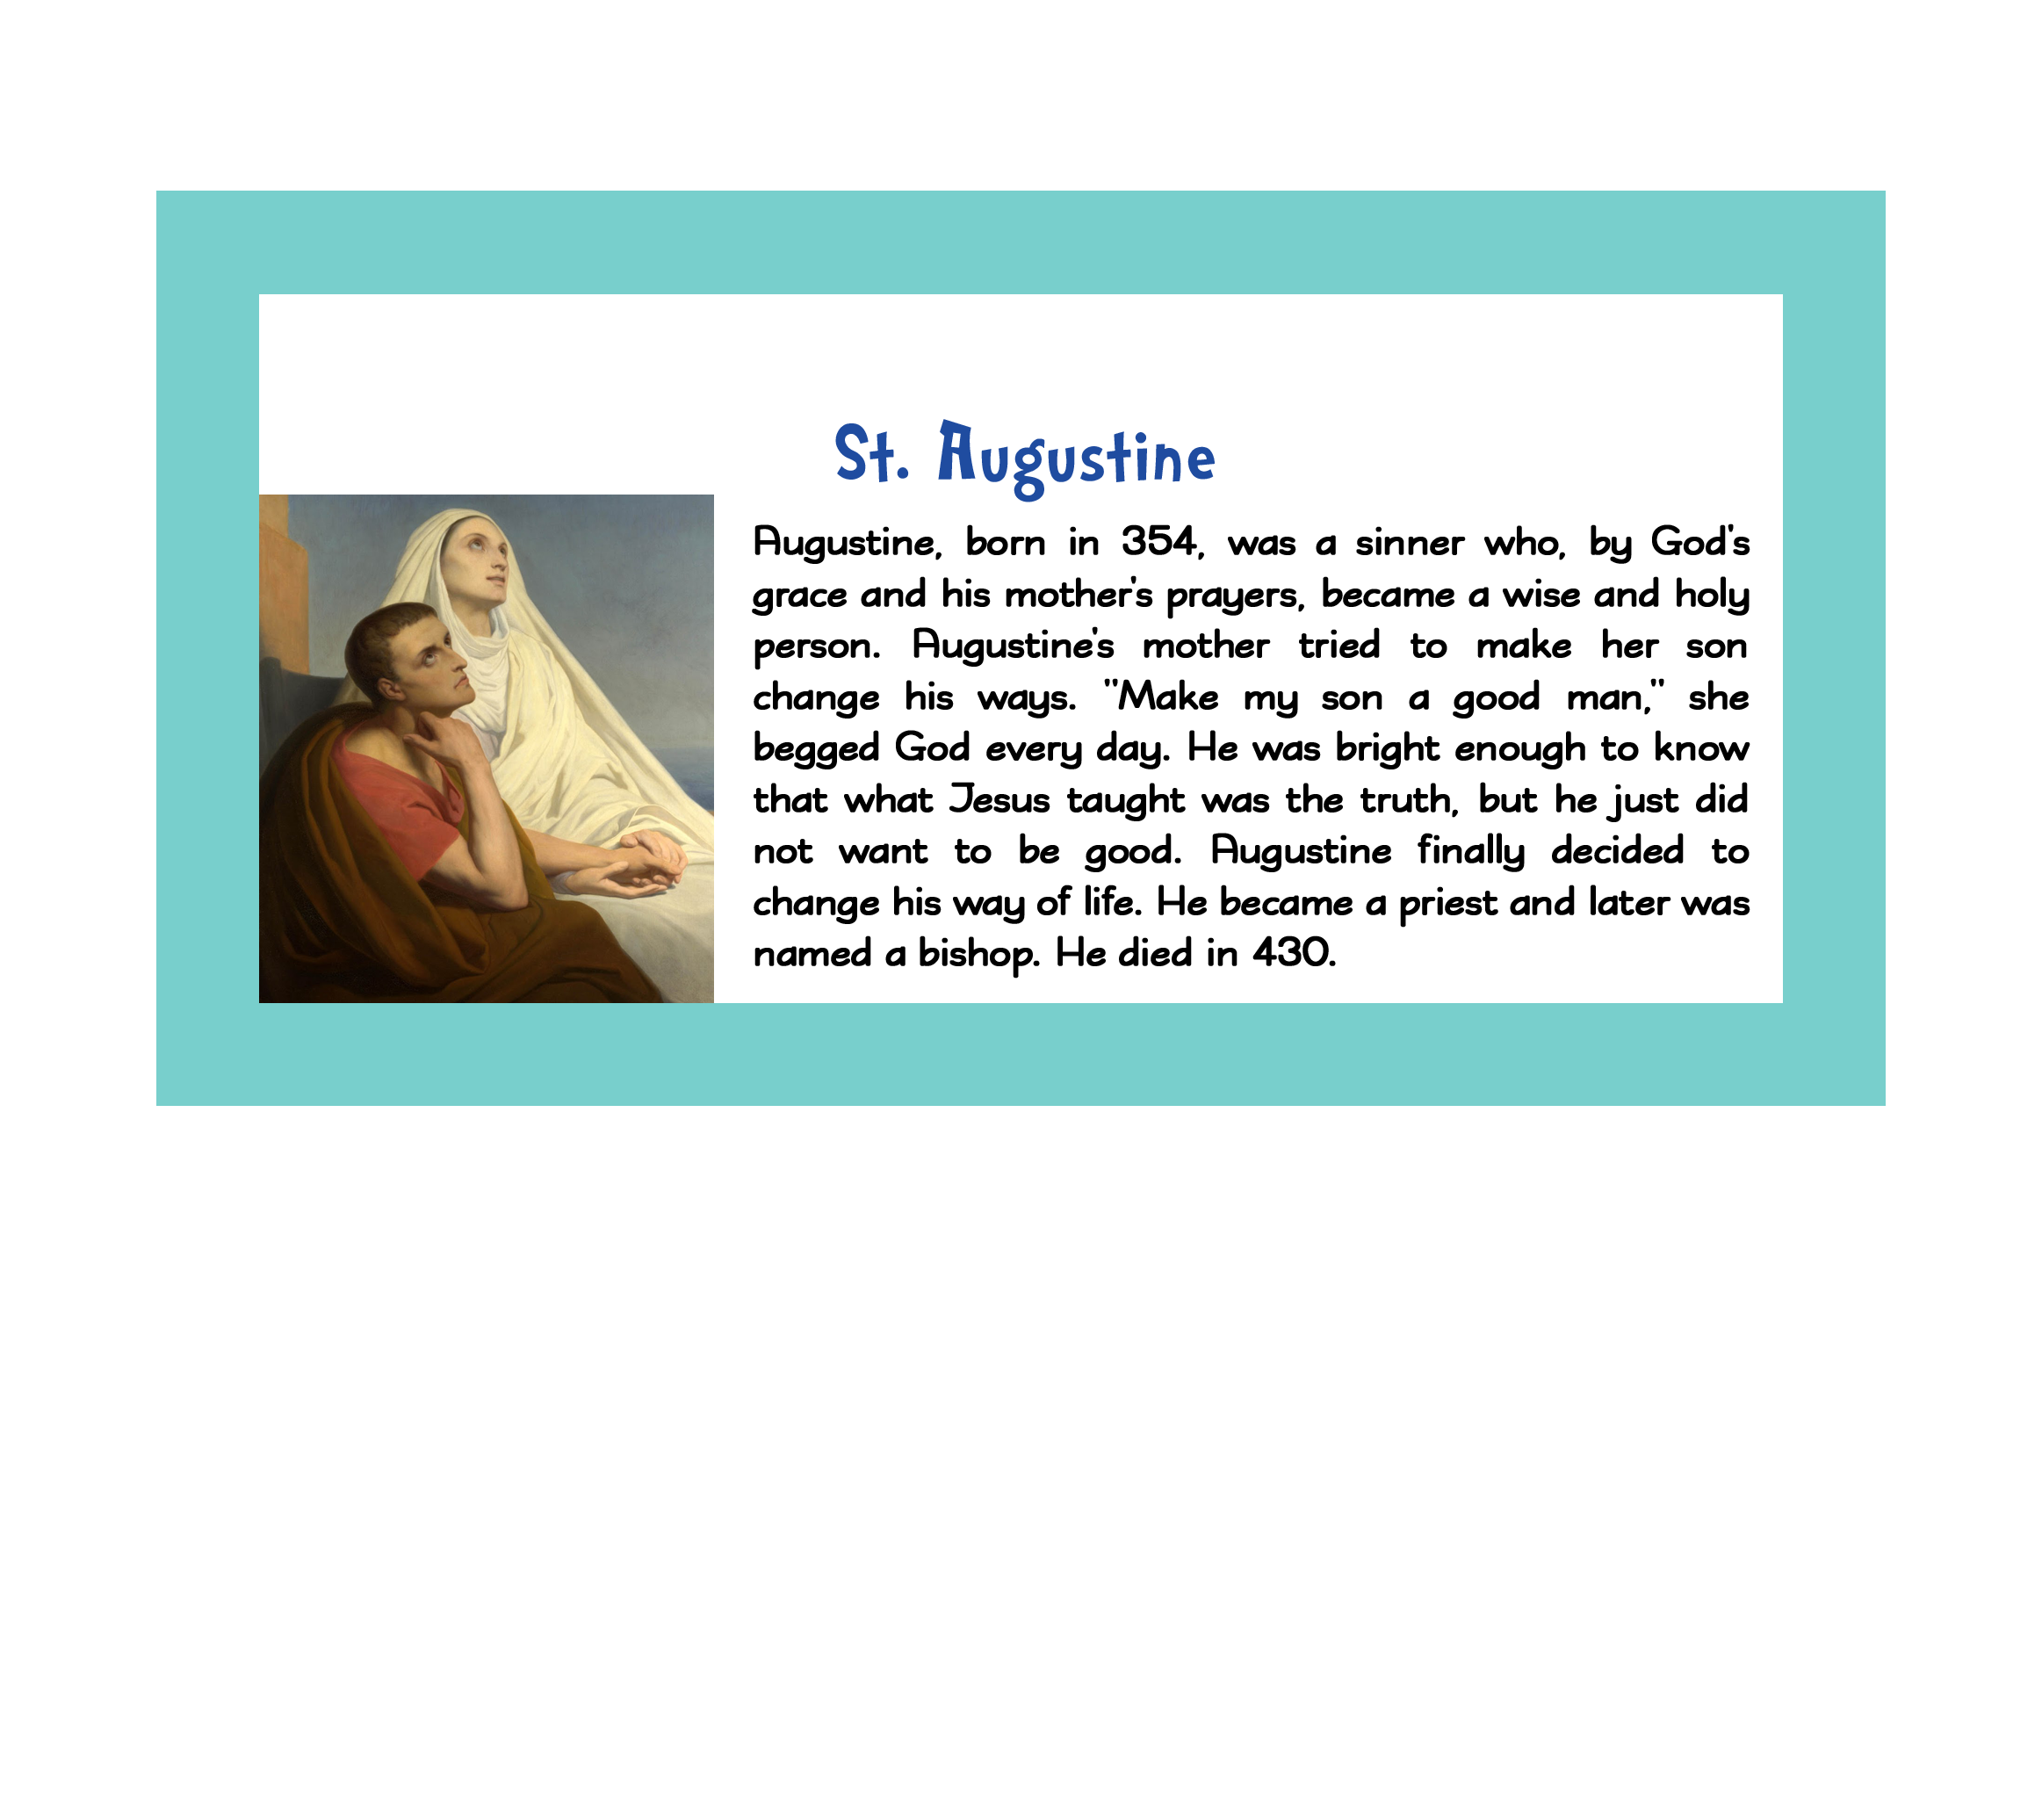 St. Augustine
Augustine, born in 354, was a sinner who, by God's
grace and his mother's prayers, became a wise and holy
person. Augustine's mother tried to make her son
change his ways. "Make my son a good man," she
begged God every day. He was bright enough to know
that what Jesus taught was the truth, but he just did
not want to be good. Augustine finally decided to
change his way of life. He became a priest and later was
named a bishop. He died in 430.